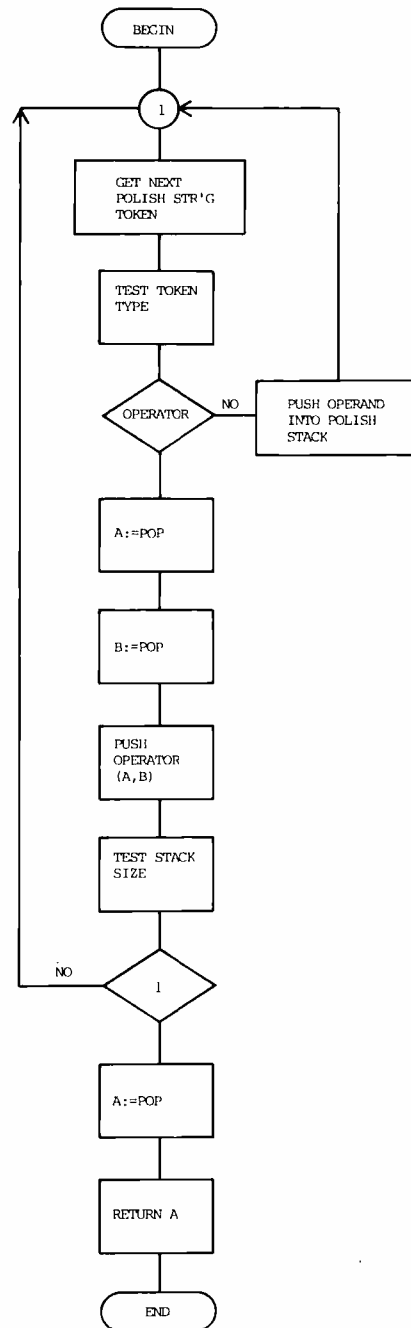 BEGIN
1
GET NEXT
POLISH STR'G
TOKEN
TEST TOKEN
TYPE
OPERATOR
NO
PUSH OPERAND
INTO POLISH
STACK
A:=POP
B:=POP
PUSH
OPERATOR
(A,B)
TEST STACK
SIZE
NO
1
A:=POP
RETURN A
END